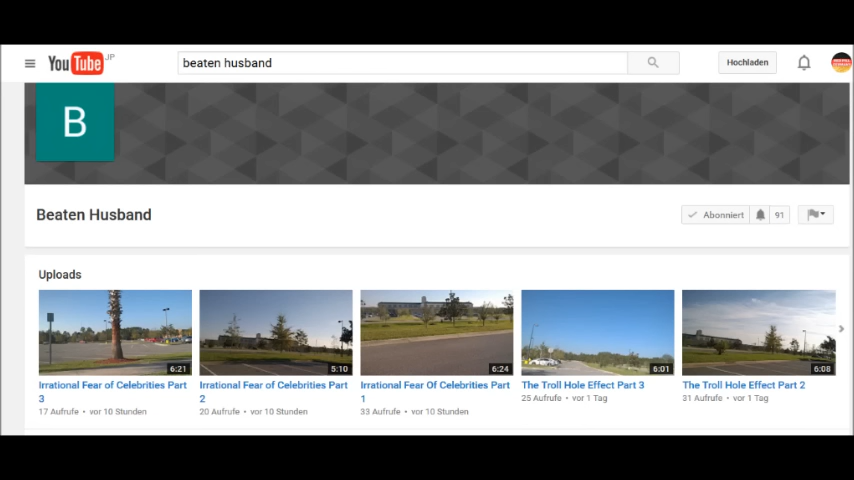 YouTube JP
beaten husband
Hochladen
B
Beaten Husband
Abonniert 91
Uploads
6:21
5:10
6:24
6:01
6:08
Irrational Fear of Celebrities Part 3
17 Aufrufe • vor 10 Stunden
Irrational Fear of Celebrities Part 2
20 Aufrufe • vor 10 Stunden
Irrational Fear Of Celebrities Part 1
33 Aufrufe • vor 10 Stunden
The Troll Hole Effect Part 3
25 Aufrufe • vor 1 Tag
The Troll Hole Effect Part 2
31 Aufrufe • vor 1 Tag